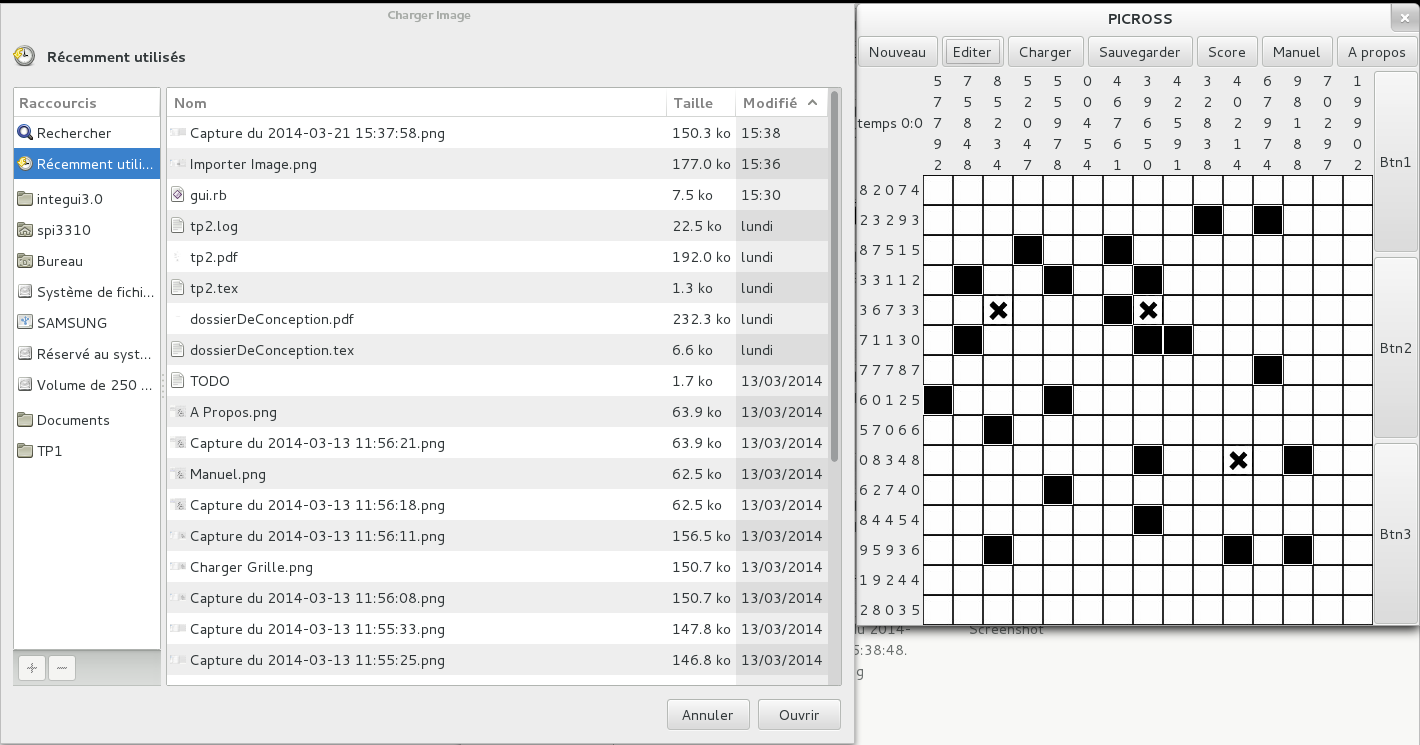 Charger Image
Récemment utilisés
Raccourcis
Rechercher
Récemment utili...
integui3.0
spi3310
Bureau
Système de fichi...
SAMSUNG
Réservé au syst...
Volume de 250 ...
Documents
TP1
Nom Taille Modifié
Capture du 2014-03-21 15:37:58.png 150.3 ko 15:38
Importer Image.png 177.0 ko 15:36
gui.rb 7.5 ko 15:30
tp2.log 22.5 ko lundi
tp2.pdf 192.0 ko lundi
tp2.tex 1.3 ko lundi
dossierDeConception.pdf 232.3 ko lundi
dossierDeConception.tex 6.6 ko lundi
TODO 1.7 ko 13/03/2014
A Propos.png 63.9 ko 13/03/2014
Capture du 2014-03-13 11:56:21.png 63.9 ko 13/03/2014
Manuel.png 62.5 ko 13/03/2014
Capture du 2014-03-13 11:56:18.png 62.5 ko 13/03/2014
Capture du 2014-03-13 11:56:11.png 156.5 ko 13/03/2014
Charger Grille.png 150.7 ko 13/03/2014
Capture du 2014-03-13 11:56:08.png 150.7 ko 13/03/2014
Capture du 2014-03-13 11:55:33.png 147.8 ko 13/03/2014
Capture du 2014-03-13 11:55:25.png 146.8 ko 13/03/2014
Annuler Ouvrir
PICROSS
Nouveau Editer Charger Sauvegarder Score Manuel A propos
5 7 8 5 5 0 4 3 4 3 4 6 9 7 1
7 5 5 2 5 0 6 9 2 2 0 7 8 0 9
temps 0:0 7 8 2 0 9 4 7 6 5 8 2 9 1 2 9
9 4 3 4 7 5 6 5 9 3 1 7 2 9 0
2 8 4 7 8 4 1 0 1 8 4 4 8 7 2
8 2 0 7 4
2 3 2 9 3
8 7 5 1 5
3 3 1 1 2
3 6 7 3 3
7 1 1 3 0
7 7 7 8 7
6 0 1 2 5
5 7 0 6 6
0 8 3 4 8
6 2 7 4 0
8 4 4 5 4
9 5 9 3 6
1 9 2 4 4
2 8 0 3 5
Btn1
Btn2
Btn3
du 2014- Screenshot
5:38:48.
g